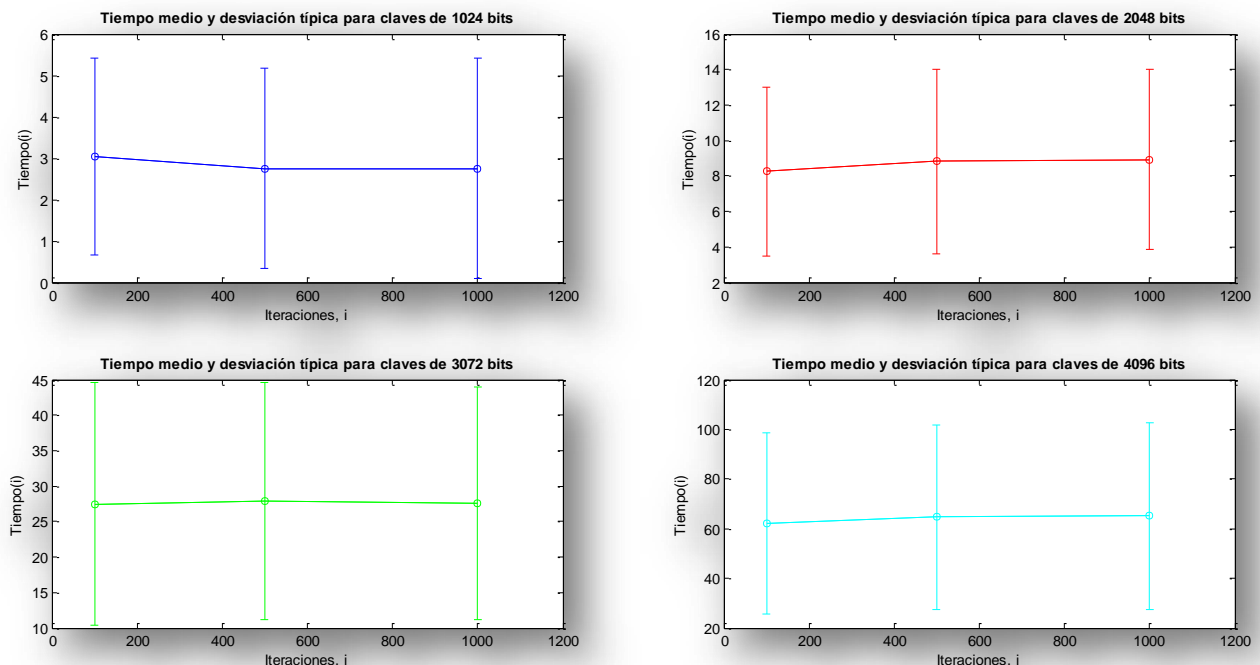 Tiempo medio y desviación típica para claves de 1024 bits
6
5
4
3
2
1
0
Tiempo(i)
0 200 400 600 800 1000 1200
Iteraciones, i
Tiempo medio y desviación típica para claves de 2048 bits
16
14
12
10
8
6
4
2
Tiempo(i)
0 200 400 600 800 1000 1200
Iteraciones, i
Tiempo medio y desviación típica para claves de 3072 bits
45
40
35
30
25
20
15
10
Tiempo(i)
0 200 400 600 800 1000 1200
Iteraciones, i
Tiempo medio y desviación típica para claves de 4096 bits
120
100
80
60
40
20
Tiempo(i)
0 200 400 600 800 1000 1200
Iteraciones, i